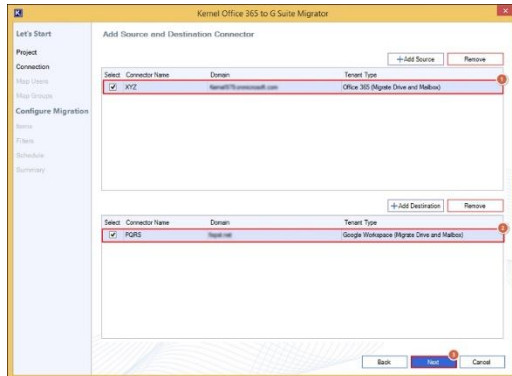 Kernel Office 365 to G Suite Migrator
Let's Start
Project
Connection
Map Users
Map Groups
Configure Migration
Items
Filters
Schedule
Summary
Add Source and Destination Connector
+Add Source Remove
Select Connector Name Domain Tenant Type
1
XYZ Office 365 (Migrate Drive and Mailbox)
+Add Destination Remove
Select Connector Name Domain Tenant Type
2
PQRS Google Workspace (Migrate Drive and Mailbox)
3
Back Next Cancel